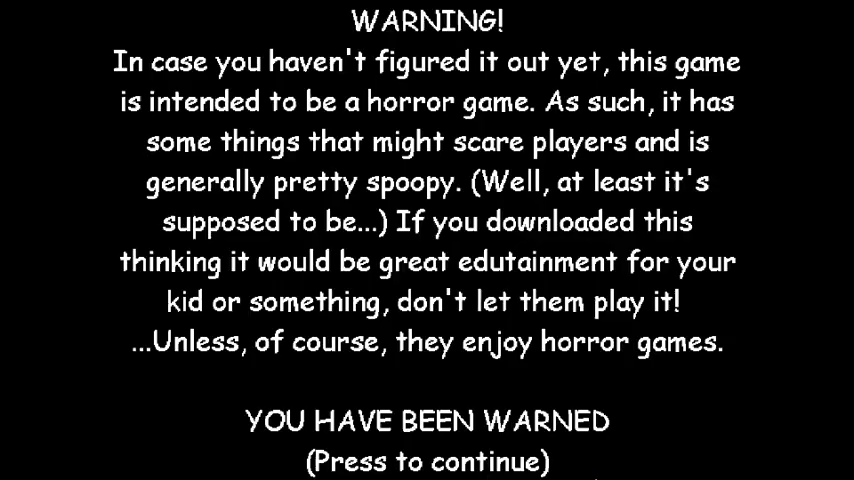 WARNING!
In case you haven't figured it out yet, this game
is intended to be a horror game. As such, it has
some things that might scare players and is
generally pretty spoopy. (Well, at least it's
supposed to be...) If you downloaded this
thinking it would be great edutainment for your
kid or something, don't let them play it!
...Unless, of course, they enjoy horror games.
YOU HAVE BEEN WARNED
(Press to continue)